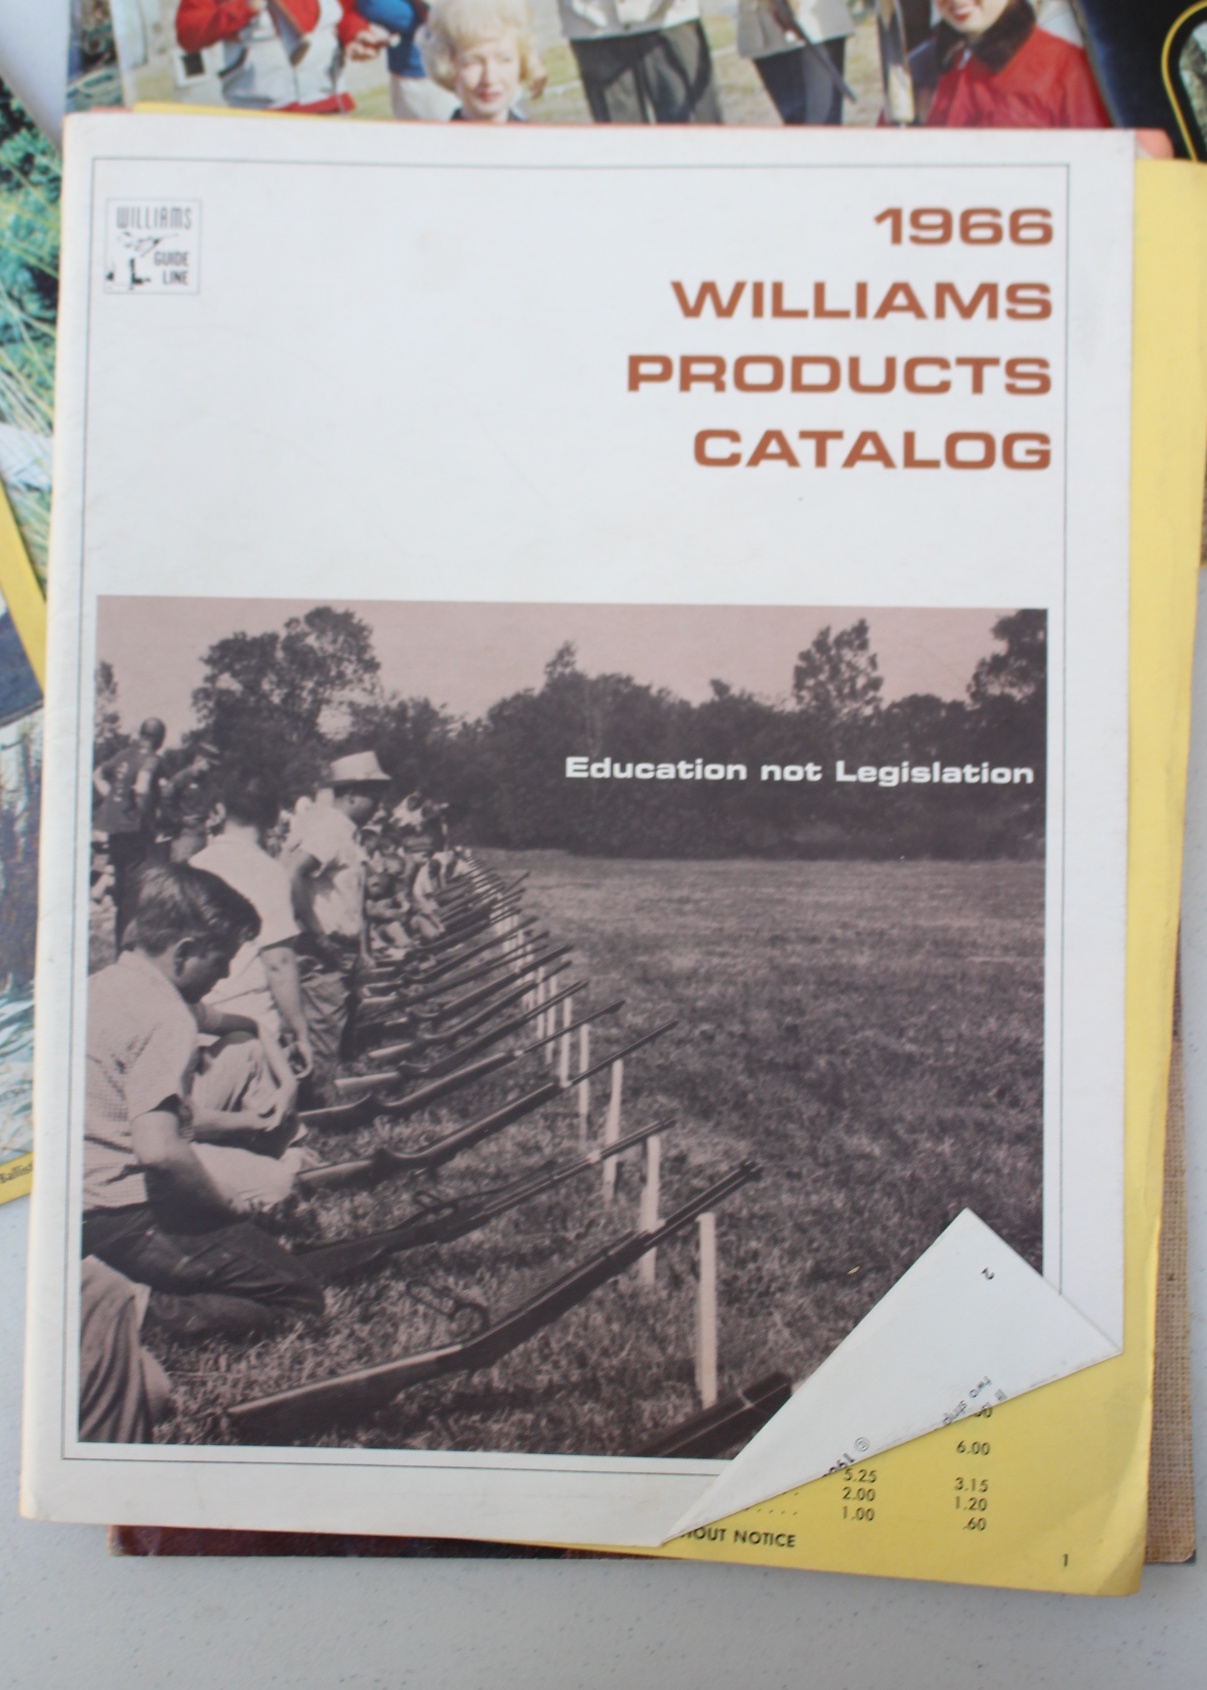 WILLIAMS
GUIDE
LINE
1966
WILLIAMS
PRODUCTS
CATALOG
Education not Legislation
2
two
6.00
5.25 3.15
2.00 1.20
1.00 .60
NOTICE
1